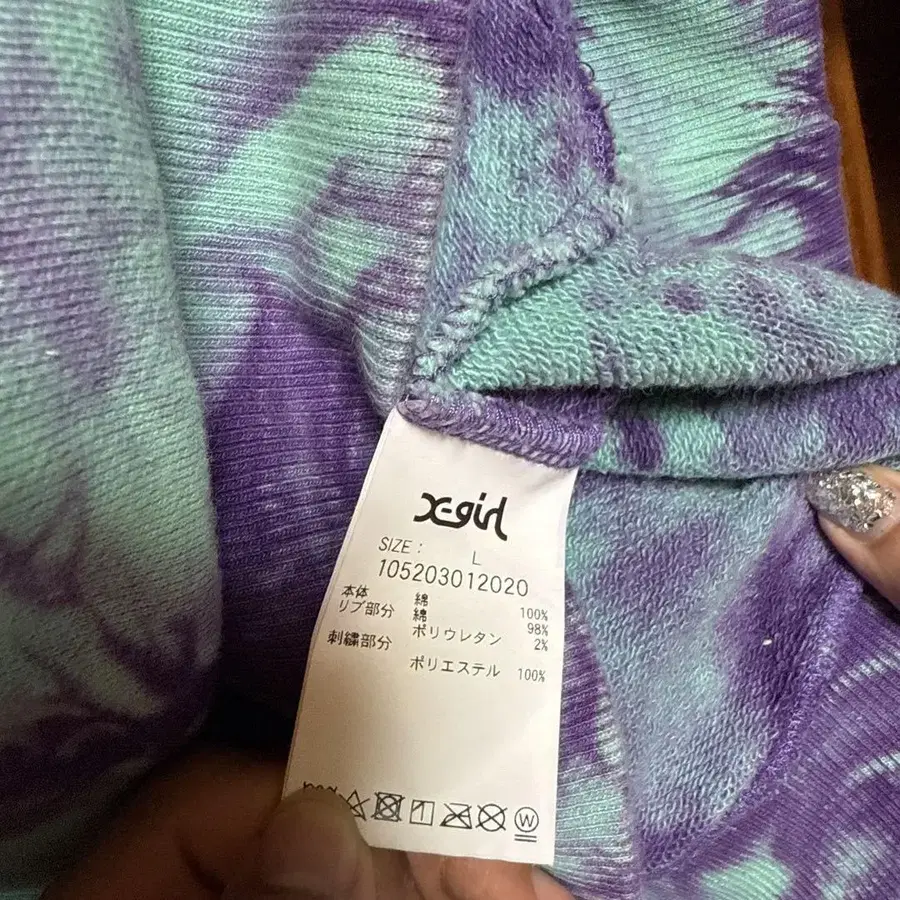 X-girl
SIZE : L
105203012020
本体 綿 100%
リブ部分 綿 98%
ポリウレタン 2%
刺繍部分
ポリエステル 100%
W